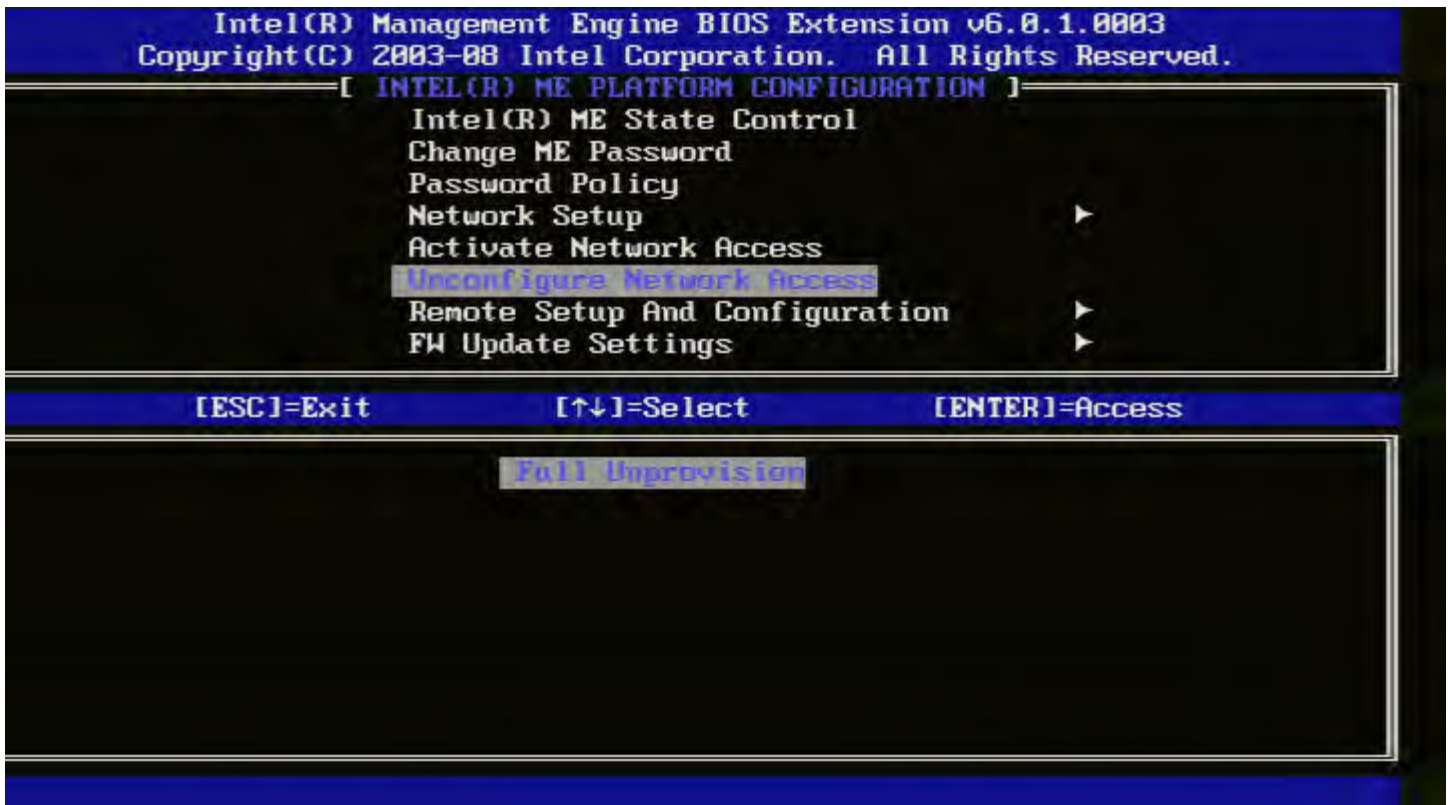 Intel(R) Management Engine BIOS Extension v6.0.1.0003
Copyright(C) 2003-08 Intel Corporation. All Rights Reserved.
[ INTEL(R) ME PLATFORM CONFIGURATION ]
Intel(R) ME State Control
Change ME Password
Password Policy
Network Setup ►
Activate Network Access
Unconfigure Network Access
Remote Setup And Configuration ►
FW Update Settings ►
[ESC]=Exit [↑↓]=Select [ENTER]=Access
Full Unprovision